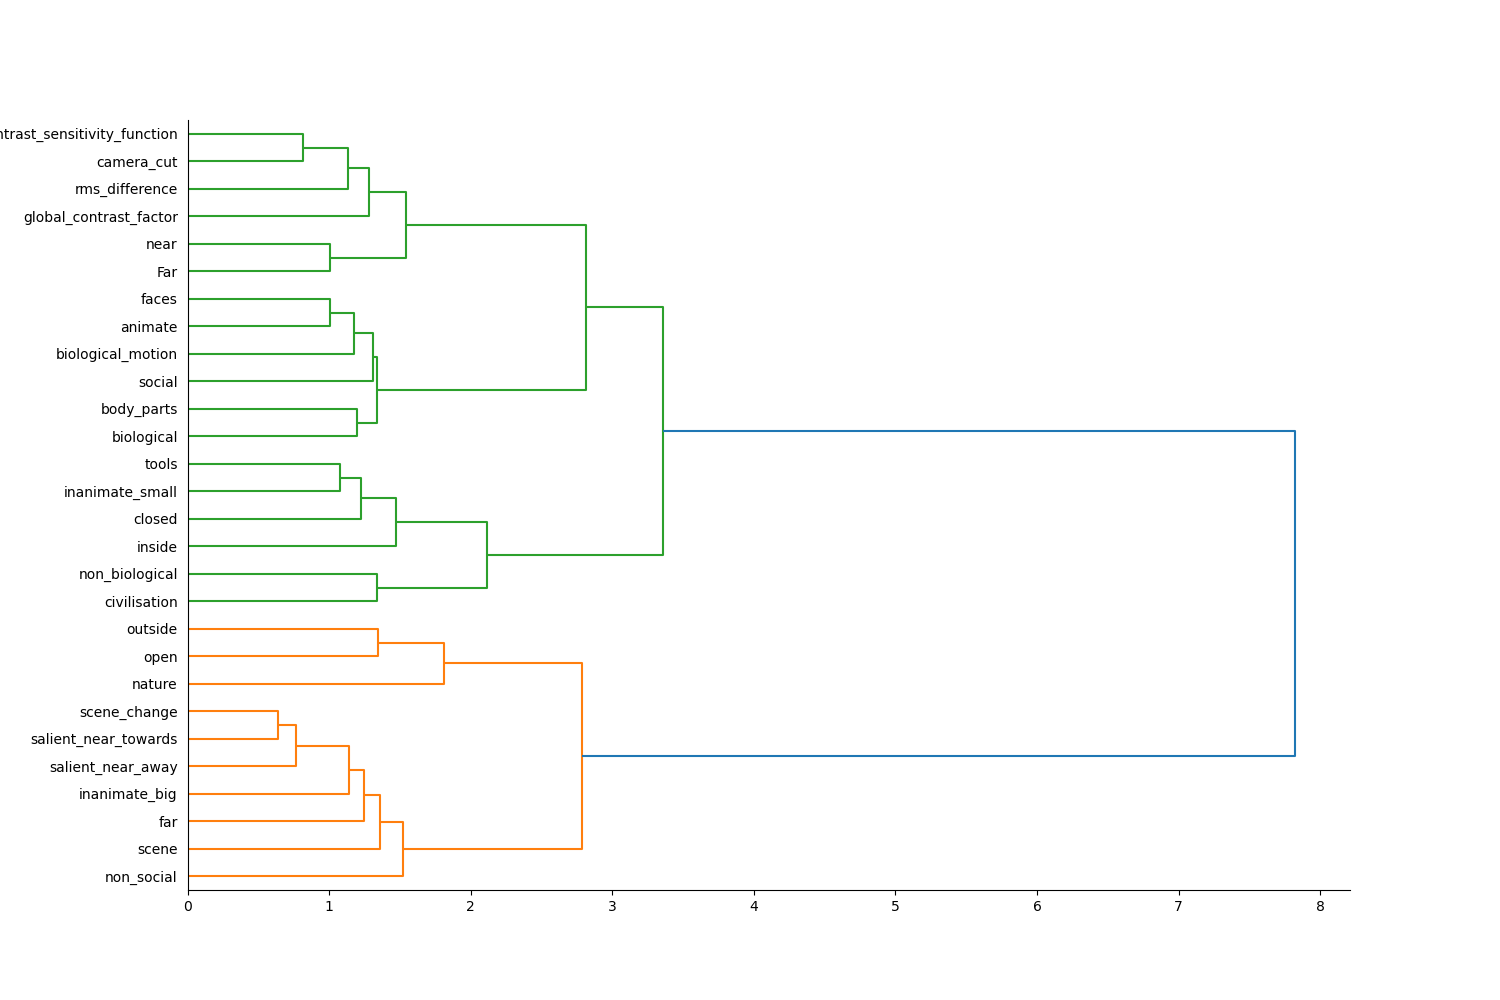 ntrast_sensitivity_function
camera_cut
rms_difference
global_contrast_factor
near
Far
faces
animate
biological_motion
social
body_parts
biological
tools
inanimate_small
closed
inside
non_biological
civilisation
outside
open
nature
scene_change
salient_near_towards
salient_near_away
inanimate_big
far
scene
non_social
0 1 2 3 4 5 6 7 8